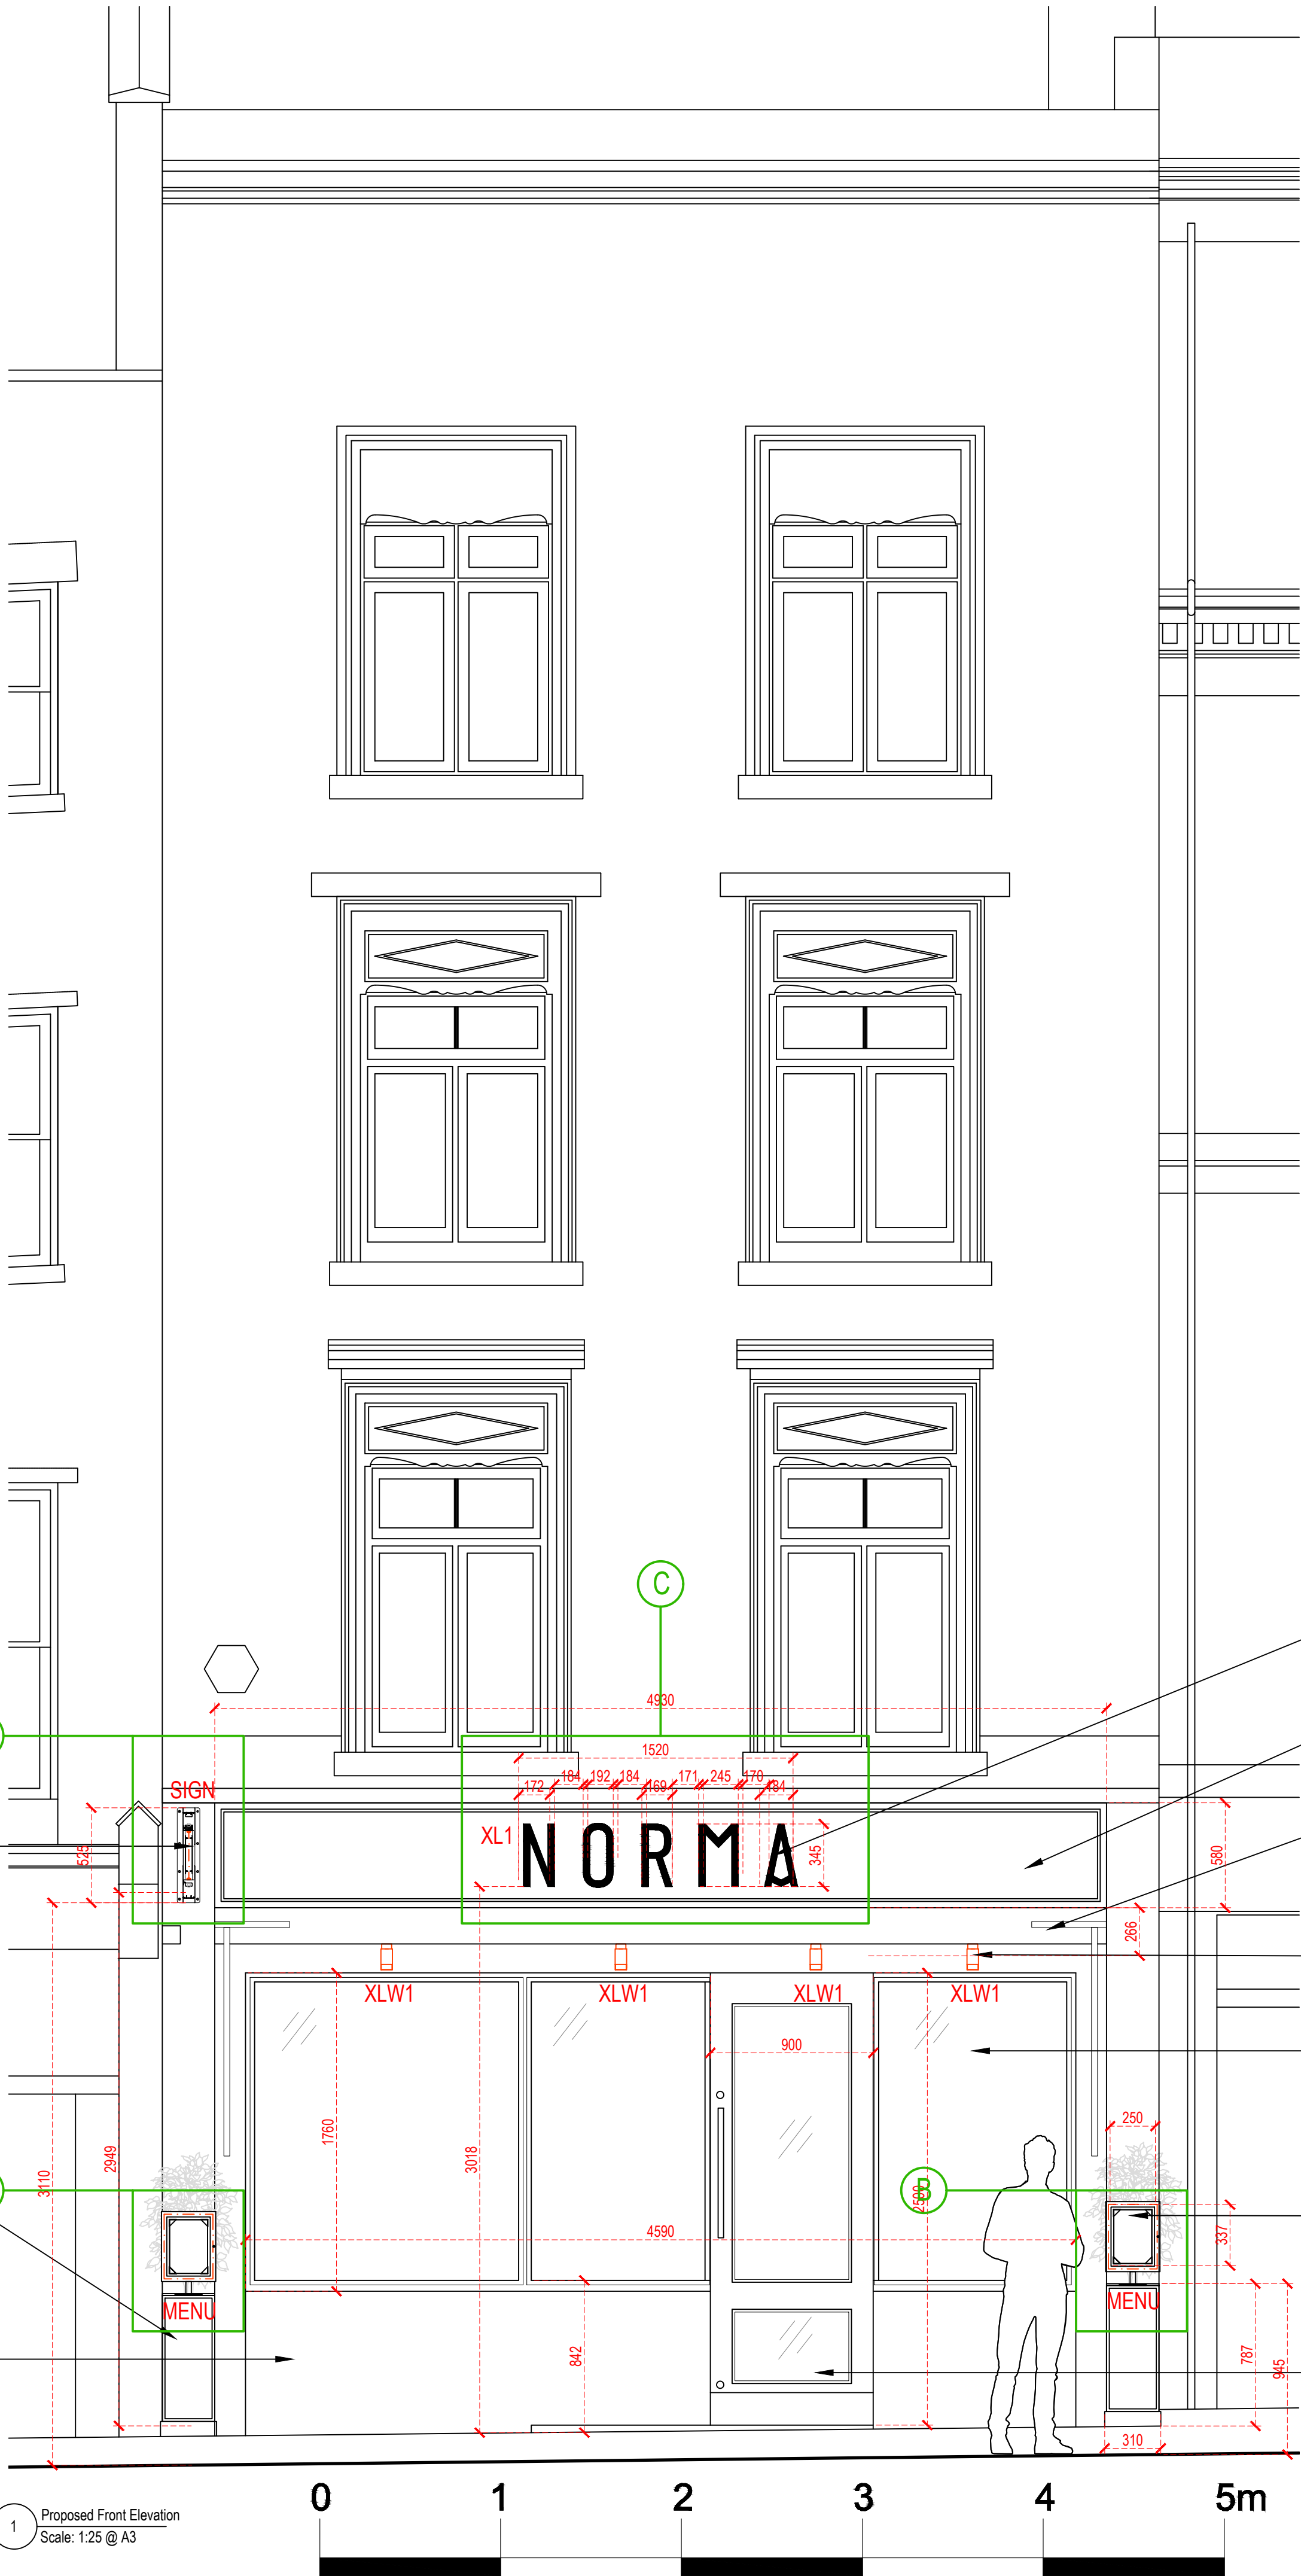 C
4930
1520
184 192 184 171 245 170
172 169 184
SIGN
XL1
NORMA
345
525
580
266
XLW1 XLW1 XLW1 XLW1
900
1760
3018
2949
3110
250
B
4590
337
MENU
MENU
842
787
945
310
0 1 2 3 4 5m
1
Proposed Front Elevation
Scale: 1:25 @ A3